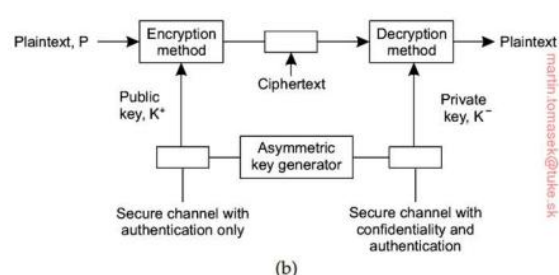 Plaintext, P
Encryption
method
Ciphertext
Decryption
method
Plaintext
Public
key, K⁺
Private
key, K⁻
Asymmetric
key generator
Secure channel with
authentication only
Secure channel with
confidentiality and
authentication
(b)
martin.tomasek@tuke.sk